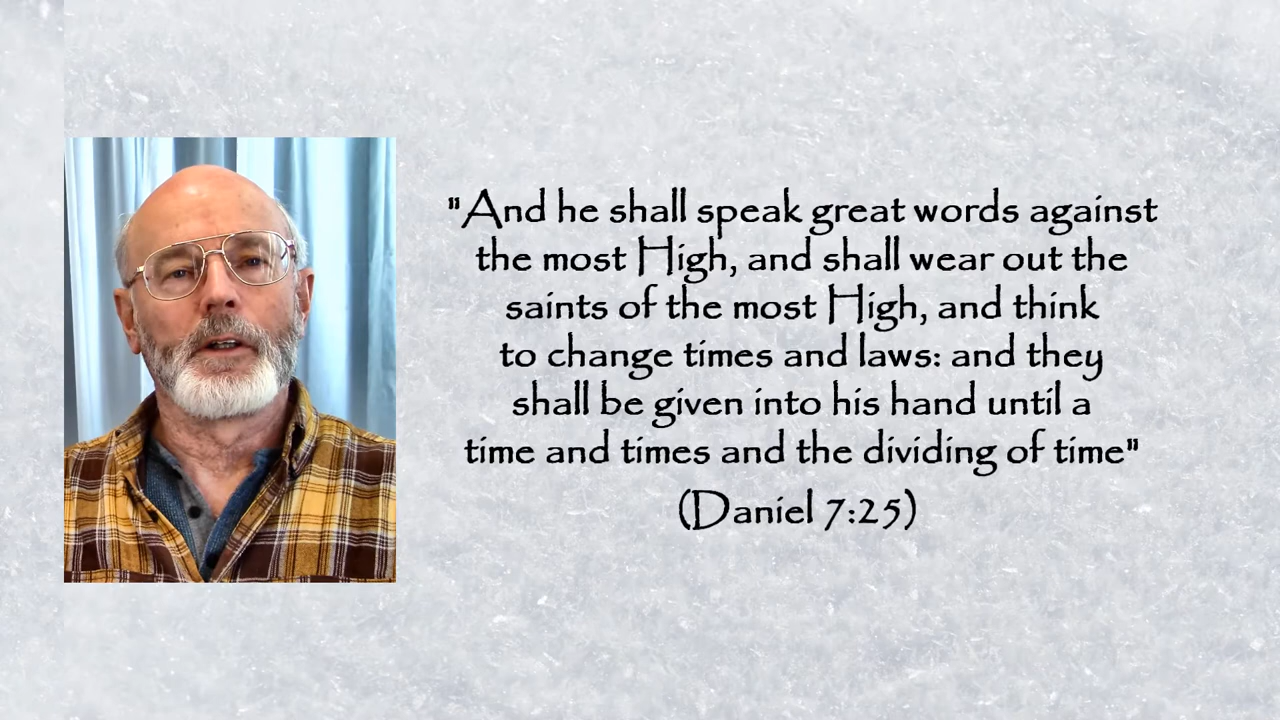 "And he shall speak great words against
the most High, and shall wear out the
saints of the most High, and think
to change times and laws: and they
shall be given into his hand until a
time and times and the dividing of time"
(Daniel 7:25)